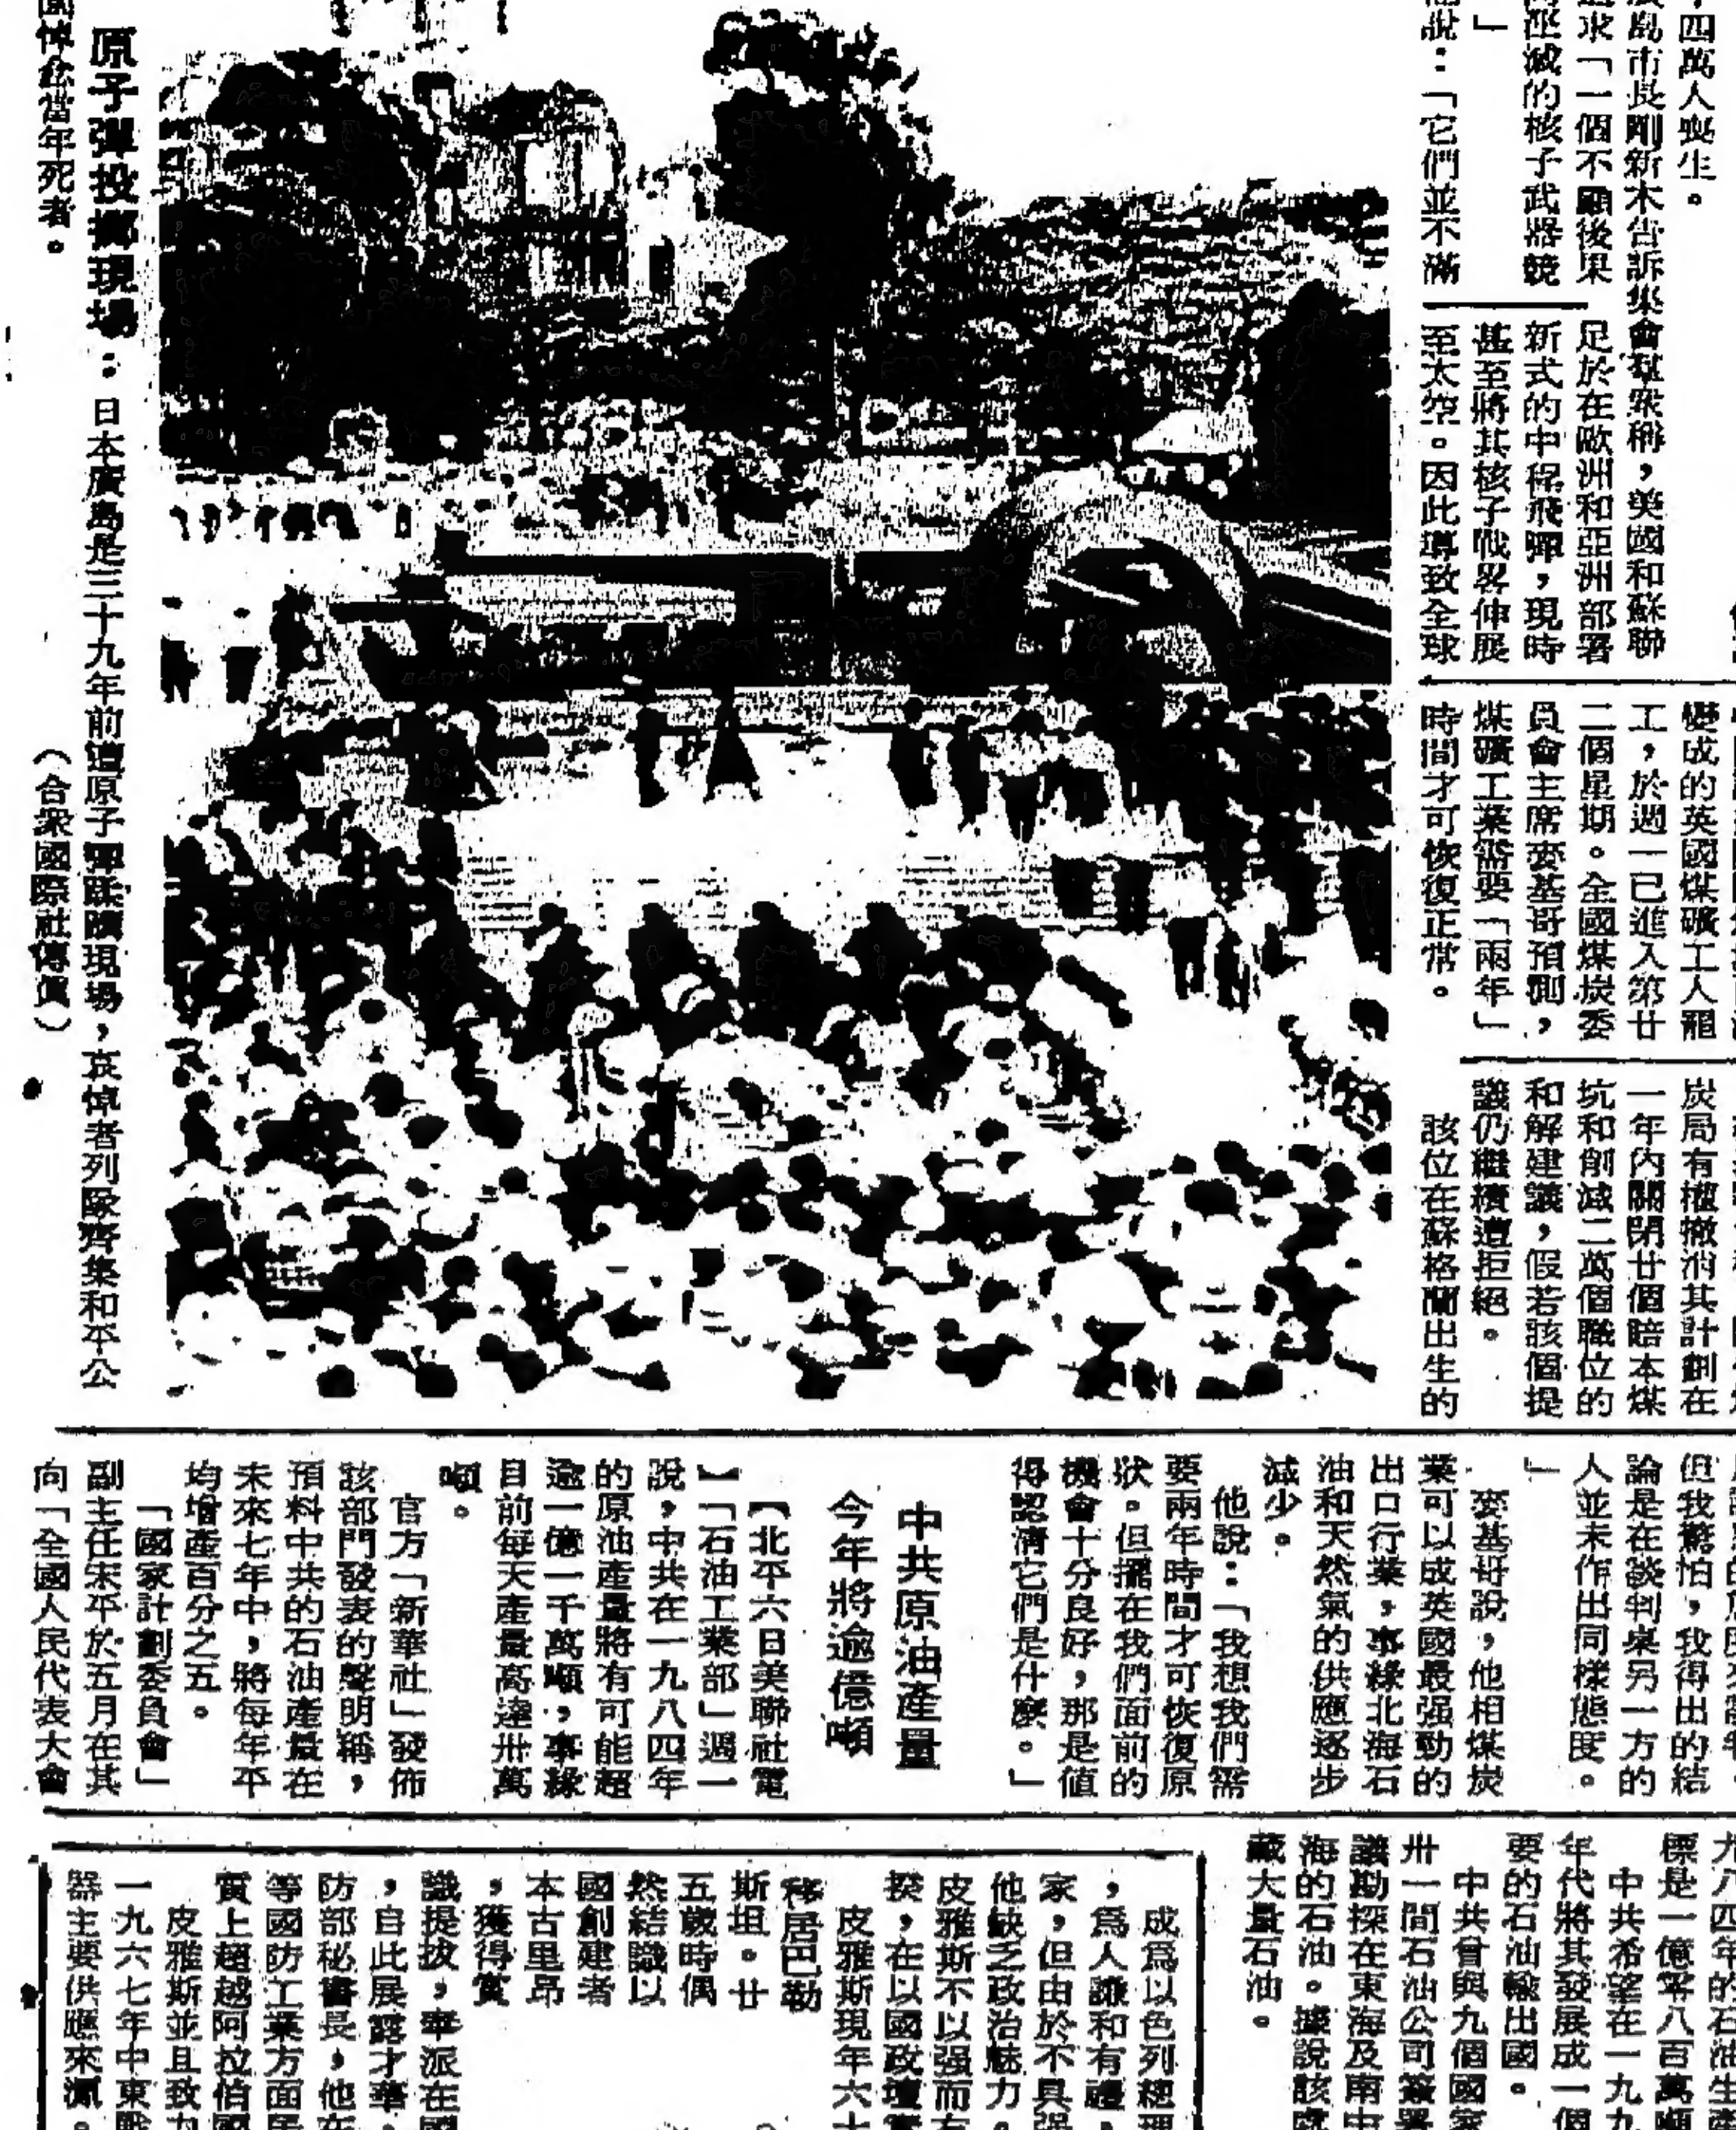 十四萬人喪生。
廣島市長剛新木告訴集會羣衆稱，美國和蘇聯
追求「一個不顧後果
的核子武器競
」
他說：「它們並不滿
足於在歐洲和亞洲部署
新式的中程飛彈，現時
甚至將其核子戰畧伸展
至太空。因此導致全球
變成的英國煤礦工人罷
工，於週一已進入第廿
二個星期。全國煤炭委
員會主席麥基哥預測，
煤礦工業需要「兩年」
時間才可恢復正常。
炭局有權撤消其計劃在
一年內關閉廿個賠本煤
坑和削減二萬個職位的
和解建議，假若該個提
議仍繼續遭拒絕。
該位在蘇格蘭出生的
原子彈投擲現場：日本廣島是三十九年前遭原子彈蹂躪現場，哀悼者列隊齊集和平公
園悼念當年死者。
（合衆國際社傳真）
但我驚怕，我得出的結
論是在談判桌另一方的
人並未作出同樣態度。
」
麥基哥說，他相煤炭
業可以成英國最强勁的
出口行業，事緣北海石
油和天然氣的供應逐步
減少。
他說：「我想我們需
要兩年時間才可恢復原
狀。但擺在我們面前的
機會十分良好，那是值
得認清它們是什麼。」
中共原油產量
今年將逾億噸
【北平六日美聯社電
】「石油工業部」週一
說，中共在一九八四年
的原油產量將有可能超
逾一億一千萬噸，事緣
目前每天產量高達卅萬
噸。
官方「新華社」發佈
該部門發表的聲明稱，
預料中共的石油產量在
未來七年中，將每年平
均增產百分之五。
「國家計劃委員會」
副主任宋平於五月在其
向「全國人民代表大會
九八四年的石油生產
標是一億零八百萬噸
中共希望在一九九
年代將其發展成一個
要的石油輸出國。
中共曾與九個國家
卅一間石油公司簽署
議勘探在東海及南中
海的石油。據說該處
藏大量石油。
成爲以色列總理
，爲人謙和有禮，
家，但由於不具强
他缺乏政治魅力。
皮雅斯不以强而有
揆，在以國政壇
皮雅斯現年六十
移居巴勒
斯坦。廿
五歲時偶
然結識以
國創建者
本古里昂
，獲得賞
識提拔，奉派在國
，自此展露才華，
防部秘書長，他在
等國防工業方面
質上超越阿拉伯國
皮雅斯並且致力
一九六七年中東戰
器主要供應來源。